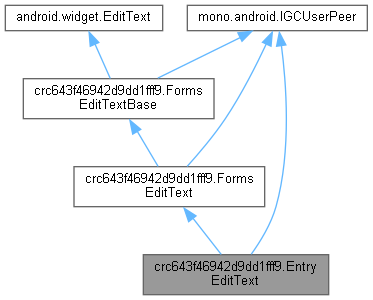 android.widget.EditText
mono.android.IGCUserPeer
crc643f46942d9dd1fff9.Forms
EditTextBase
crc643f46942d9dd1fff9.Forms
EditText
crc643f46942d9dd1fff9.Entry
EditText